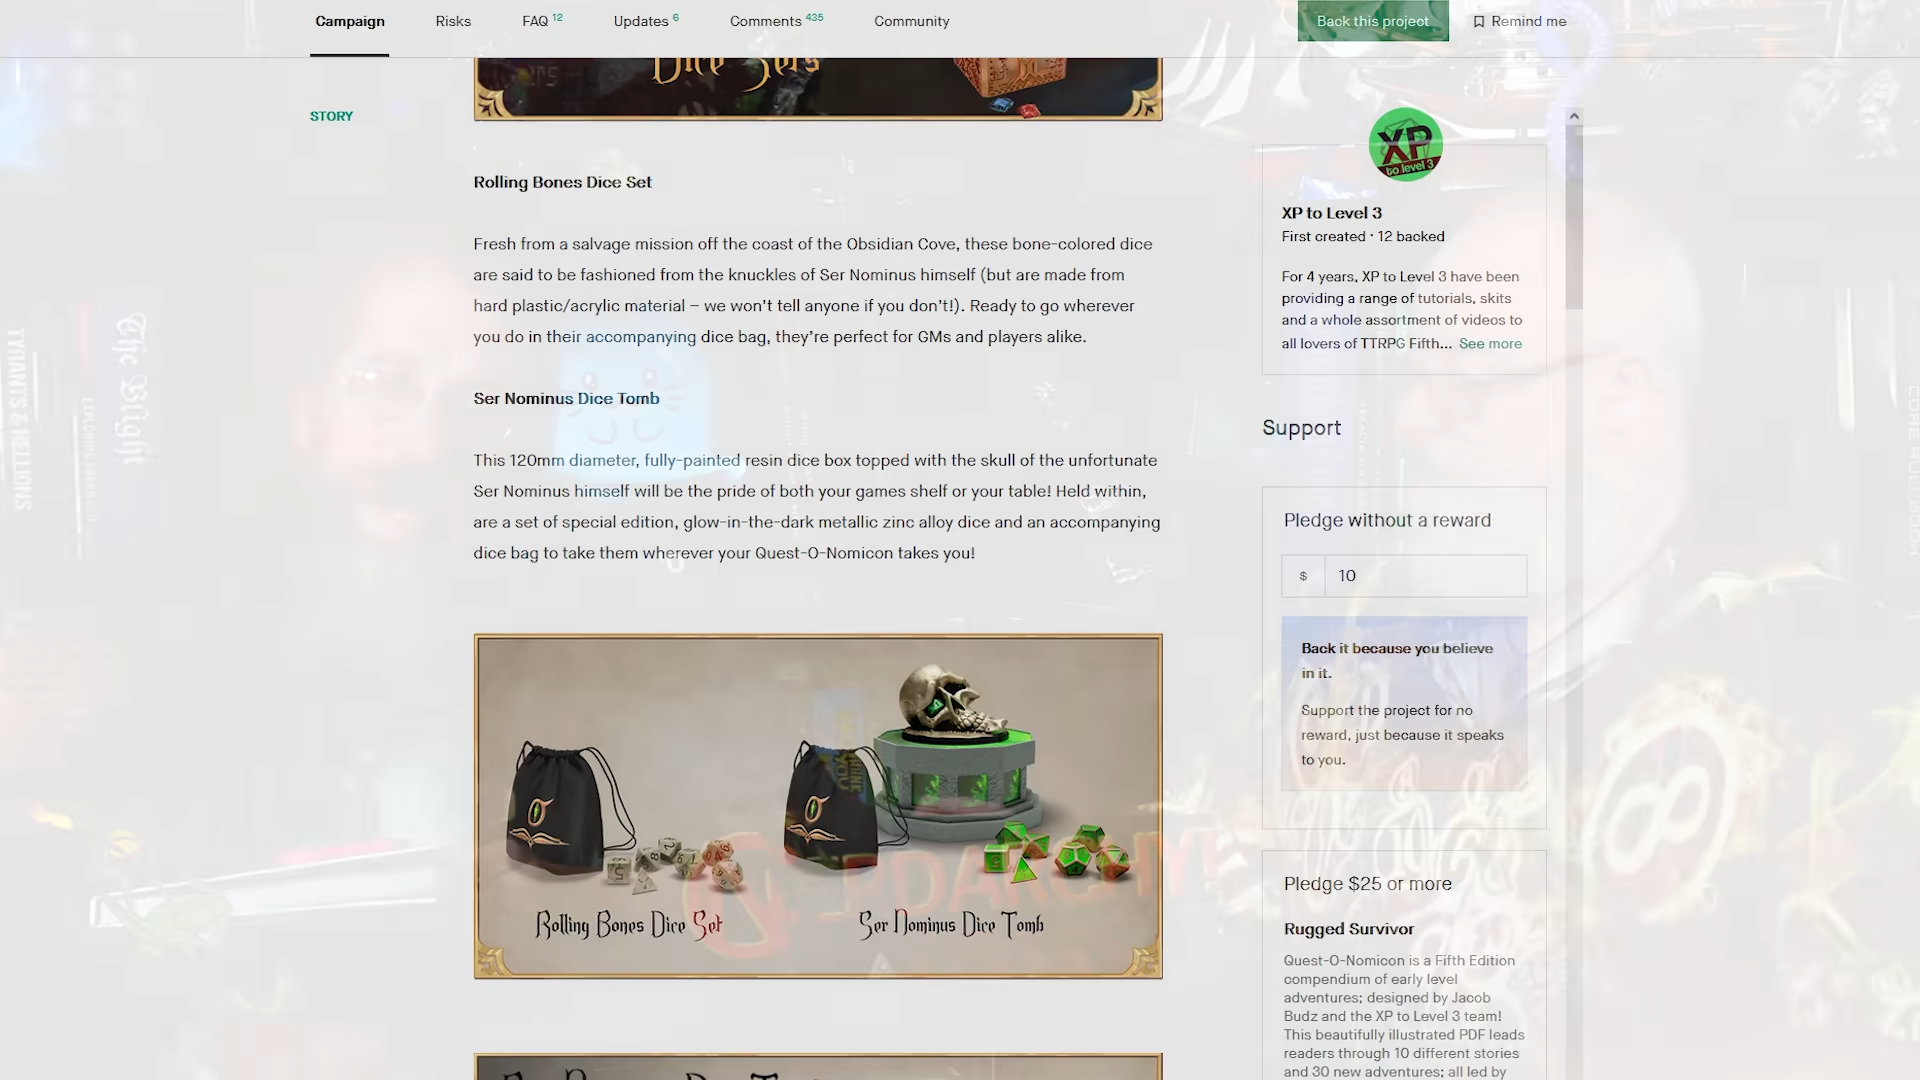 Campaign
Risks
FAQ 12
Updates 6
Comments 435
Community
Back this project
Remind me
Dice Sets
STORY
Rolling Bones Dice Set
Fresh from a salvage mission off the coast of the Obsidian Cove, these bone-colored dice
are said to be fashioned from the knuckles of Ser Nominus himself (but are made from
hard plastic/acrylic material – we won't tell anyone if you don't!). Ready to go wherever
you do in their accompanying dice bag, they're perfect for GMs and players alike.
Ser Nominus Dice Tomb
This 120mm diameter, fully-painted resin dice box topped with the skull of the unfortunate
Ser Nominus himself will be the pride of both your games shelf or your table! Held within,
are a set of special edition, glow-in-the-dark metallic zinc alloy dice and an accompanying
dice bag to take them wherever your Quest-O-Nomicon takes you!
Rolling Bones Dice Set
Ser Nominus Dice Tomb
XP
to level 3
XP to Level 3
First created · 12 backed
For 4 years, XP to Level 3 have been
providing a range of tutorials, skits
and a whole assortment of videos to
all lovers of TTRPG Fifth... See more
Support
Pledge without a reward
$ 10
Back it because you believe
in it.
Support the project for no
reward, just because it speaks
to you.
Pledge $25 or more
Rugged Survivor
Quest-O-Nomicon is a Fifth Edition
compendium of early level
adventures; designed by Jacob
Budz and the XP to Level 3 team!
This beautifully illustrated PDF leads
readers through 10 different stories
and 30 new adventures; all led by
TYRANTS & HELLIONS
The Blight
CORE RULEBOOK